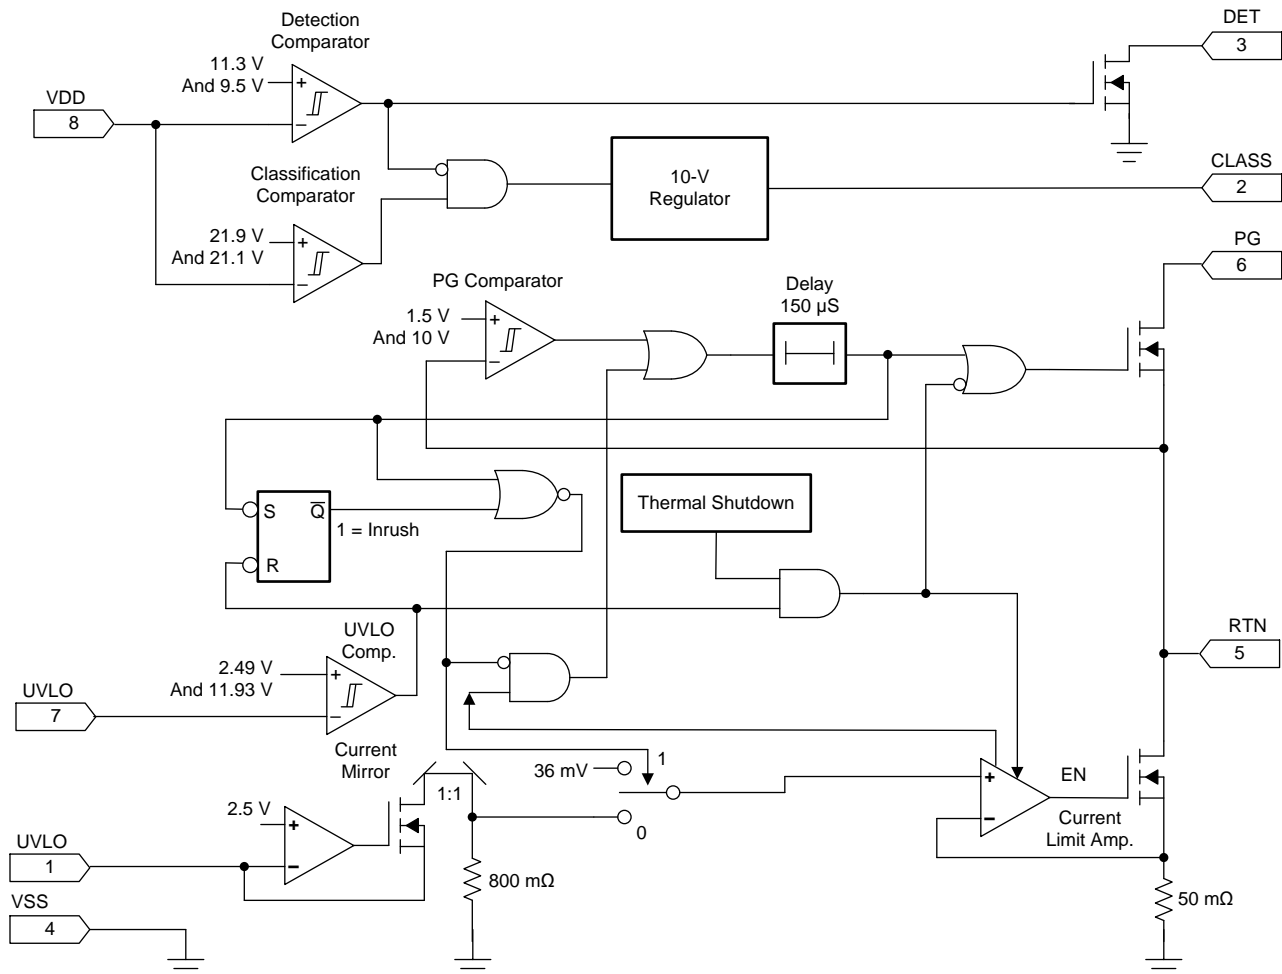 Detection
Comparator
DET
3
11.3 V
And 9.5 V
+
−
VDD
8
Classification
Comparator
10-V
Regulator
CLASS
2
21.9 V
And 21.1 V
+
−
PG
6
PG Comparator
Delay
150 µS
1.5 V
And 10 V
+
−
S
Q
R
1 = Inrush
Thermal Shutdown
UVLO
Comp.
2.49 V
And 11.93 V
+
−
RTN
5
UVLO
7
Current
Mirror
36 mV
1
1:1
0
+
−
EN
Current
Limit Amp.
2.5 V
+
−
UVLO
1
800 mΩ
50 mΩ
VSS
4